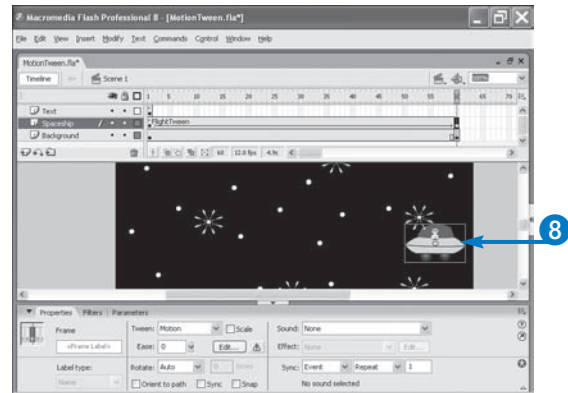 Macromedia Flash Professional 8 - [MotionTween.fla*]
File Edit View Insert Modify Text Commands Control Window Help
MotionTween.fla*
Timeline Scene 1
1 5 10 15 20 25 30 35 40 45 50 55 60 65 70
Text
Spaceship FlightTween
Background
60 12.0 fps 4.9s
8
Properties Filters Parameters
Frame Tween: Motion Scale Sound: None
<Frame Label> Ease: 0 Edit... Effect: None Edit...
Label type: Rotate: Auto 0 times Sync: Event Repeat 1
Name Orient to path Sync Snap No sound selected